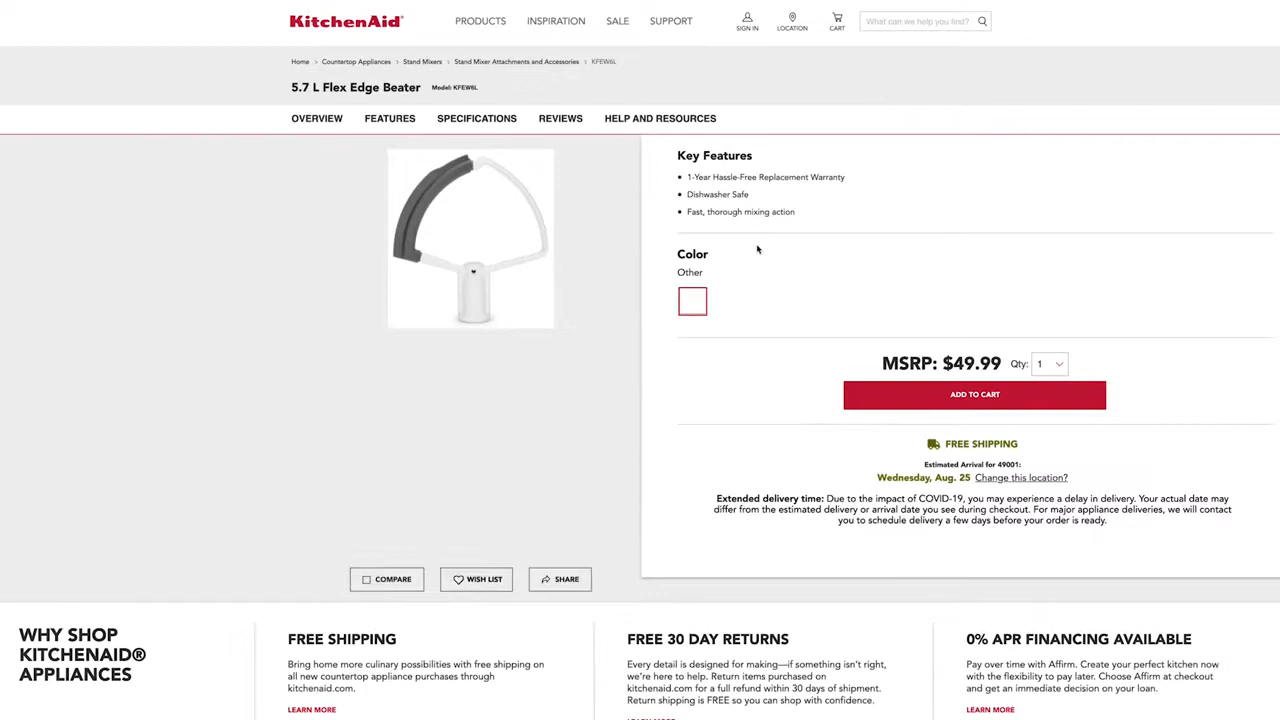 KitchenAid®
PRODUCTS INSPIRATION SALE SUPPORT
SIGN IN LOCATION CART
What can we help you find?
Home > Countertop Appliances > Stand Mixers > Stand Mixer Attachments and Accessories > KFEW6L
5.7 L Flex Edge Beater Model: KFEW6L
OVERVIEW FEATURES SPECIFICATIONS REVIEWS HELP AND RESOURCES
Key Features
• 1-Year Hassle-Free Replacement Warranty
• Dishwasher Safe
• Fast, thorough mixing action
Color
Other
MSRP: $49.99 Qty: 1
ADD TO CART
FREE SHIPPING
Estimated Arrival for 49001:
Wednesday, Aug. 25 Change this location?
Extended delivery time: Due to the impact of COVID-19, you may experience a delay in delivery. Your actual date may
differ from the estimated delivery or arrival date you see during checkout. For major appliance deliveries, we will contact
you to schedule delivery a few days before your order is ready.
COMPARE WISH LIST SHARE
WHY SHOP
KITCHENAID®
APPLIANCES
FREE SHIPPING
Bring home more culinary possibilities with free shipping on
all new countertop appliance purchases through
kitchenaid.com.
LEARN MORE
FREE 30 DAY RETURNS
Every detail is designed for making—if something isn't right,
we're here to help. Return items purchased on
kitchenaid.com for a full refund within 30 days of shipment.
Return shipping is FREE so you can shop with confidence.
0% APR FINANCING AVAILABLE
Pay over time with Affirm. Create your perfect kitchen now
with the flexibility to pay later. Choose Affirm at checkout
and get an immediate decision on your loan.
LEARN MORE